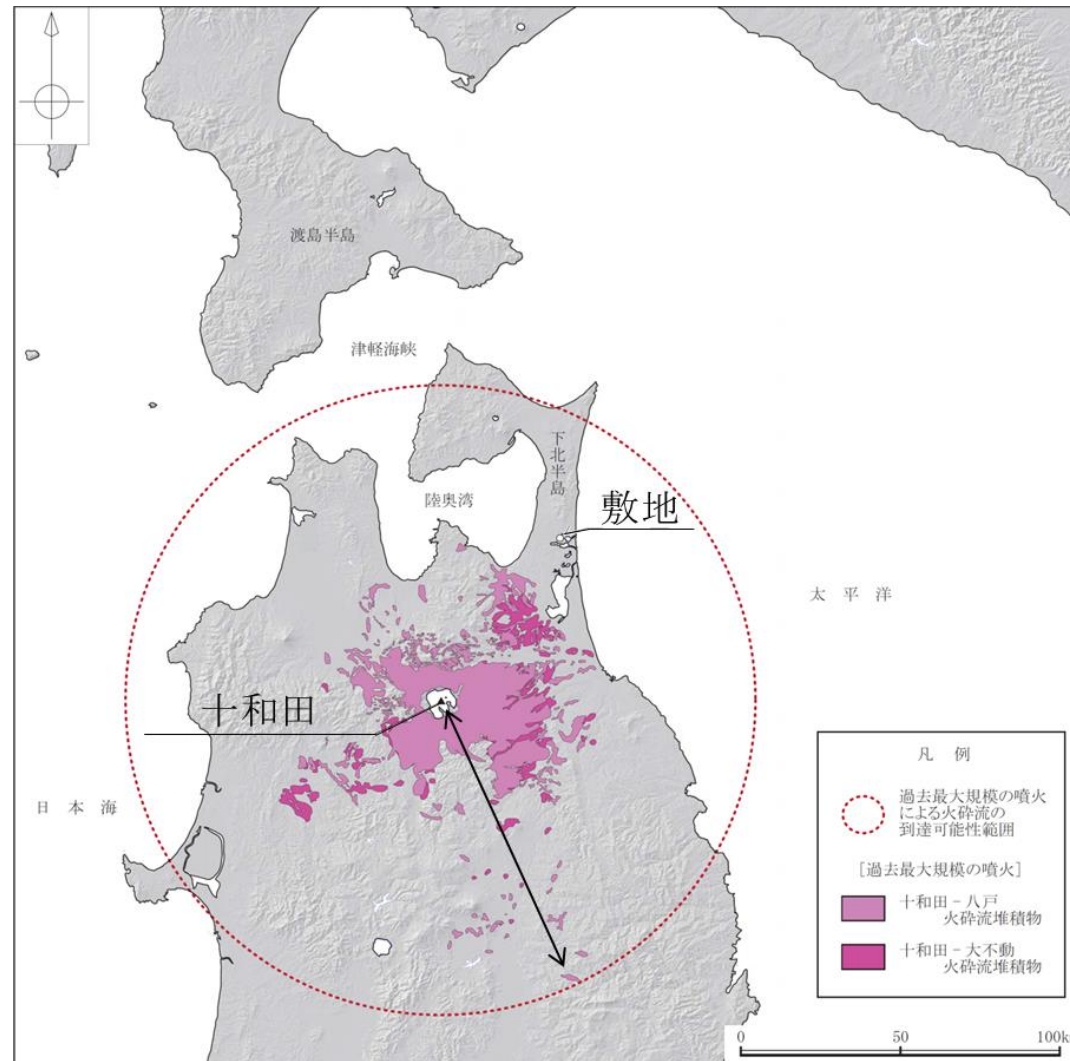 渡島半島
津軽海峡
下北半島
陸奥湾
敷地
太平洋
十和田
日本海
凡例
過去最大規模の噴火
による火砕流の
到達可能性範囲
[過去最大規模の噴火]
十和田－八戸
火砕流堆積物
十和田－大不動
火砕流堆積物
0 50 100k